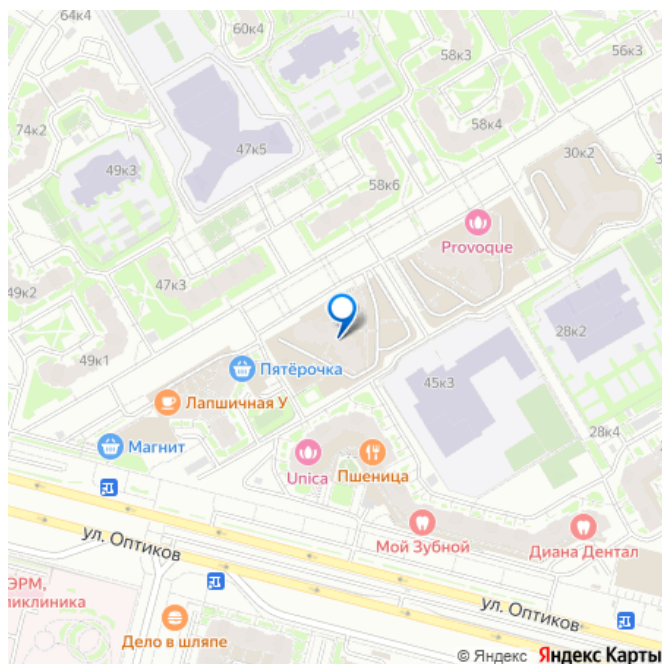 64к4
60к4
58к3
56к3
74к2
49к3
47к5
58к4
30к2
58к6
Provoque
47к3
49к2
28к2
49к1
Пятёрочка
45к3
Лапшичная У
28к4
Магнит
Unica
Пшеница
ул. Оптиков
Мой Зубной
Диана Дентал
ЭРМ,
ликлиника
ул. Оптиков
Дело в шляпе
© Яндекс Яндекс Карты